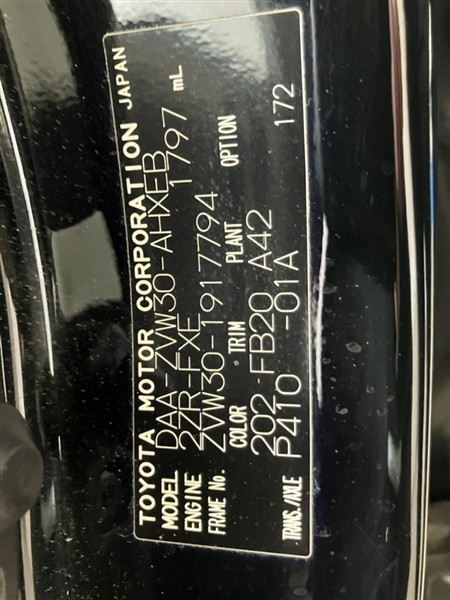 TOYOTA MOTOR CORPORATION JAPAN
MODEL DAA-ZVW30-AHXEB
ENGINE 2ZR-FXE 1797 mL
FRAME No. ZVW30-1917794
COLOR TRIM PLANT OPTION
202 FB20 A42 172
TRANS./AXLE P410 -01A